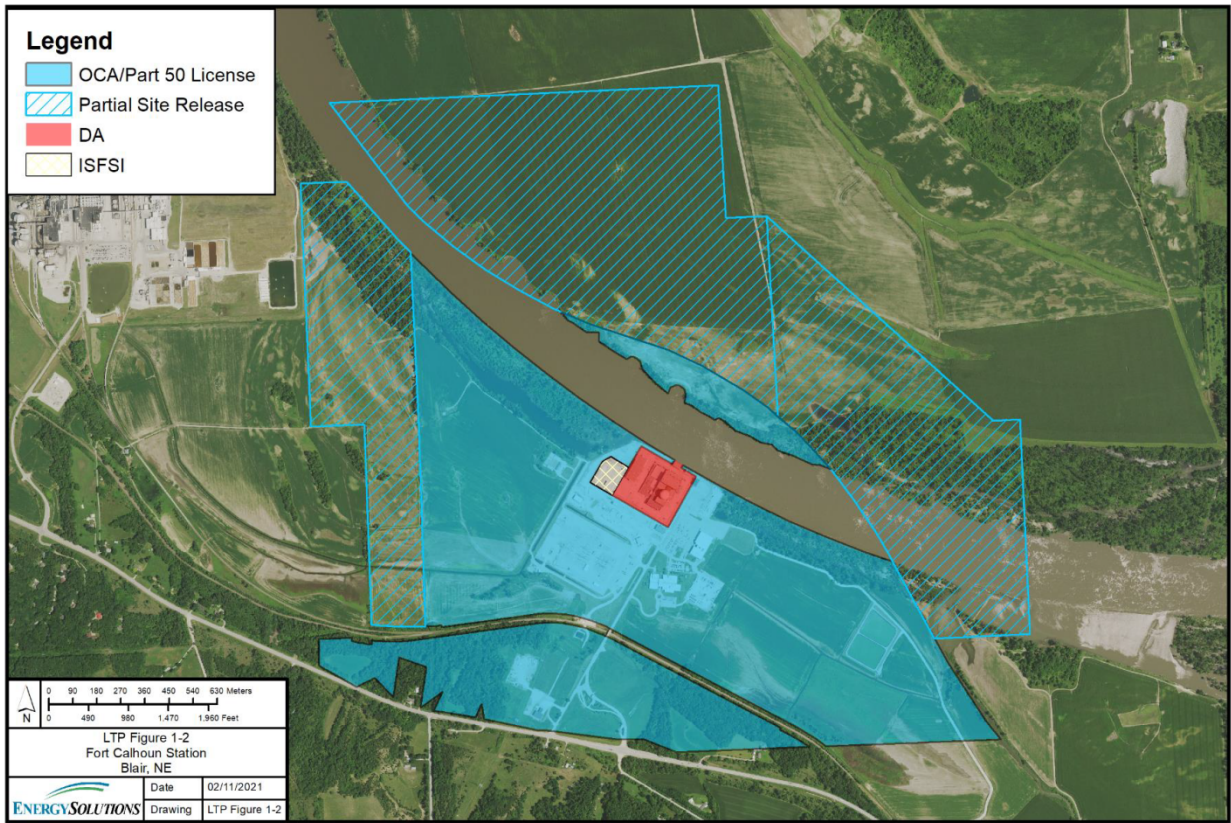 Legend
OCA/Part 50 License
Partial Site Release
DA
ISFSI
N
0 90 180 270 360 450 540 630 Meters
0 490 980 1,470 1,960 Feet
LTP Figure 1-2
Fort Calhoun Station
Blair, NE
ENERGYSOLUTIONS
Date 02/11/2021
Drawing LTP Figure 1-2